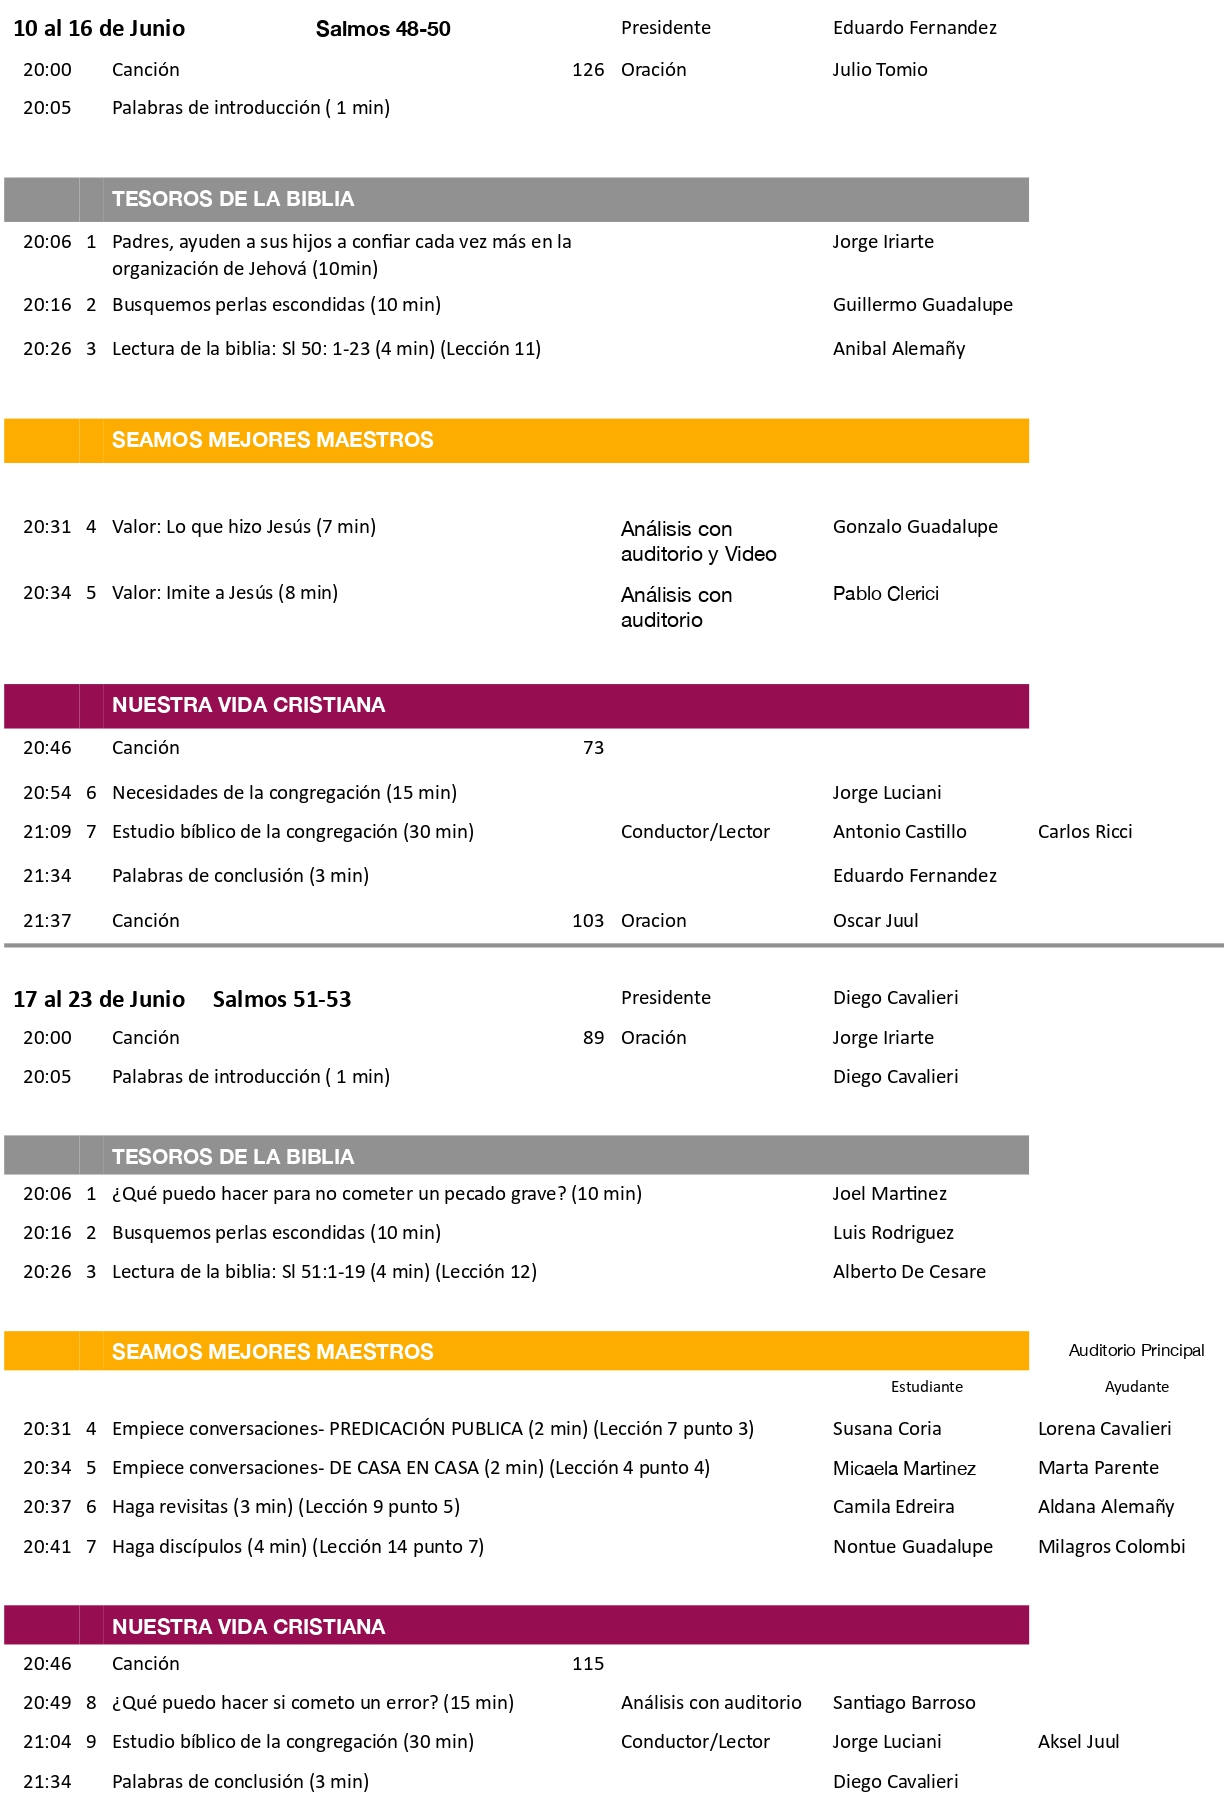 10 al 16 de Junio Salmos 48-50 Presidente Eduardo Fernandez
20:00 Canción 126 Oración Julio Tomio
20:05 Palabras de introducción ( 1 min)
TESOROS DE LA BIBLIA
20:06 1 Padres, ayuden a sus hijos a confiar cada vez más en la Jorge Iriarte
organización de Jehová (10min)
20:16 2 Busquemos perlas escondidas (10 min) Guillermo Guadalupe
20:26 3 Lectura de la biblia: Sl 50: 1-23 (4 min) (Lección 11) Anibal Alemañy
SEAMOS MEJORES MAESTROS
20:31 4 Valor: Lo que hizo Jesús (7 min) Análisis con Gonzalo Guadalupe
auditorio y Video
20:34 5 Valor: Imite a Jesús (8 min) Análisis con Pablo Clerici
auditorio
NUESTRA VIDA CRISTIANA
20:46 Canción 73
20:54 6 Necesidades de la congregación (15 min) Jorge Luciani
21:09 7 Estudio bíblico de la congregación (30 min) Conductor/Lector Antonio Castillo Carlos Ricci
21:34 Palabras de conclusión (3 min) Eduardo Fernandez
21:37 Canción 103 Oracion Oscar Juul
17 al 23 de Junio Salmos 51-53 Presidente Diego Cavalieri
20:00 Canción 89 Oración Jorge Iriarte
20:05 Palabras de introducción ( 1 min) Diego Cavalieri
TESOROS DE LA BIBLIA
20:06 1 ¿Qué puedo hacer para no cometer un pecado grave? (10 min) Joel Martinez
20:16 2 Busquemos perlas escondidas (10 min) Luis Rodriguez
20:26 3 Lectura de la biblia: Sl 51:1-19 (4 min) (Lección 12) Alberto De Cesare
SEAMOS MEJORES MAESTROS Auditorio Principal
Estudiante Ayudante
20:31 4 Empiece conversaciones- PREDICACIÓN PUBLICA (2 min) (Lección 7 punto 3) Susana Coria Lorena Cavalieri
20:34 5 Empiece conversaciones- DE CASA EN CASA (2 min) (Lección 4 punto 4) Micaela Martinez Marta Parente
20:37 6 Haga revisitas (3 min) (Lección 9 punto 5) Camila Edreira Aldana Alemañy
20:41 7 Haga discípulos (4 min) (Lección 14 punto 7) Nontue Guadalupe Milagros Colombi
NUESTRA VIDA CRISTIANA
20:46 Canción 115
20:49 8 ¿Qué puedo hacer si cometo un error? (15 min) Análisis con auditorio Santiago Barroso
21:04 9 Estudio bíblico de la congregación (30 min) Conductor/Lector Jorge Luciani Aksel Juul
21:34 Palabras de conclusión (3 min) Diego Cavalieri